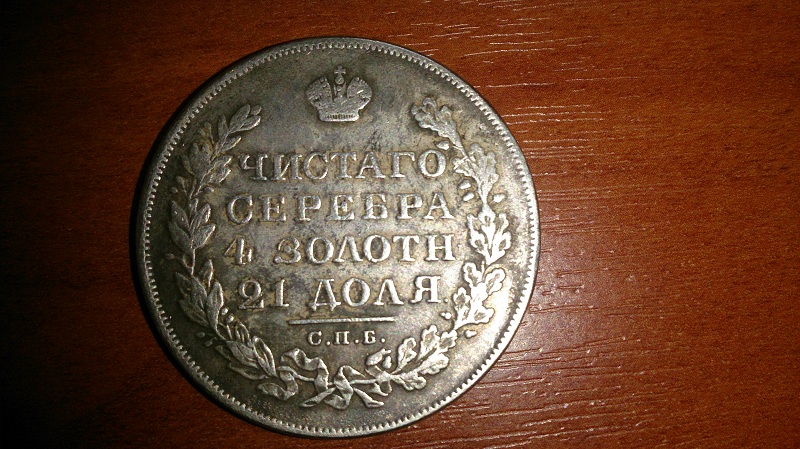 ЧИСТАГО
СЕРЕБРА
4 ЗОЛОТН
21 ДОЛЯ.
С.П.Б.